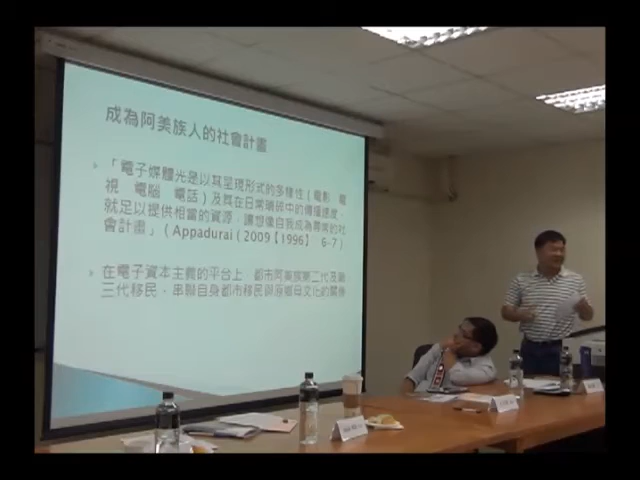 成為阿美族人的社會計畫
「電子媒體光是以其呈現形式的多樣性(電影 電
視 電腦 電話)及其在日常瑣碎中的傳播速度,
就足以提供相當的資源,讓想像自我成為尋常的社
會計畫」(Appadurai(2009【1996】 6-7)
在電子資本主義的平台上 都市阿美族第二代及第
三代移民,串聯自身都市移民與原鄉母文化的關係